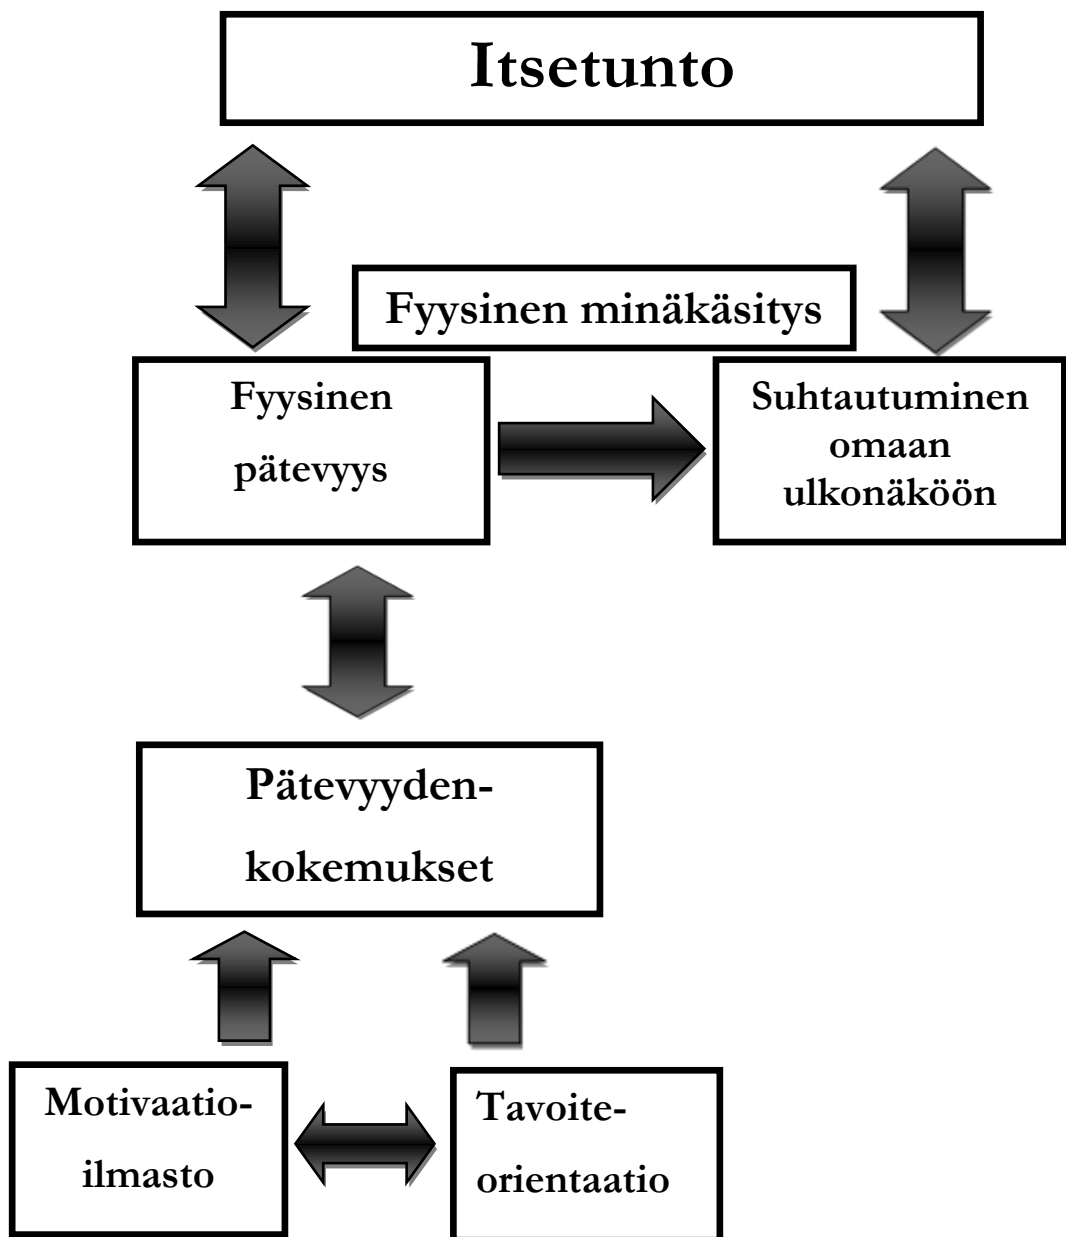 Itsetunto
Fyysinen minäkäsitys
Fyysinen
pätevyys
Suhtautuminen
omaan
ulkonäköön
Pätevyyden-
kokemukset
Motivaatio-
ilmasto
Tavoite-
orientaatio